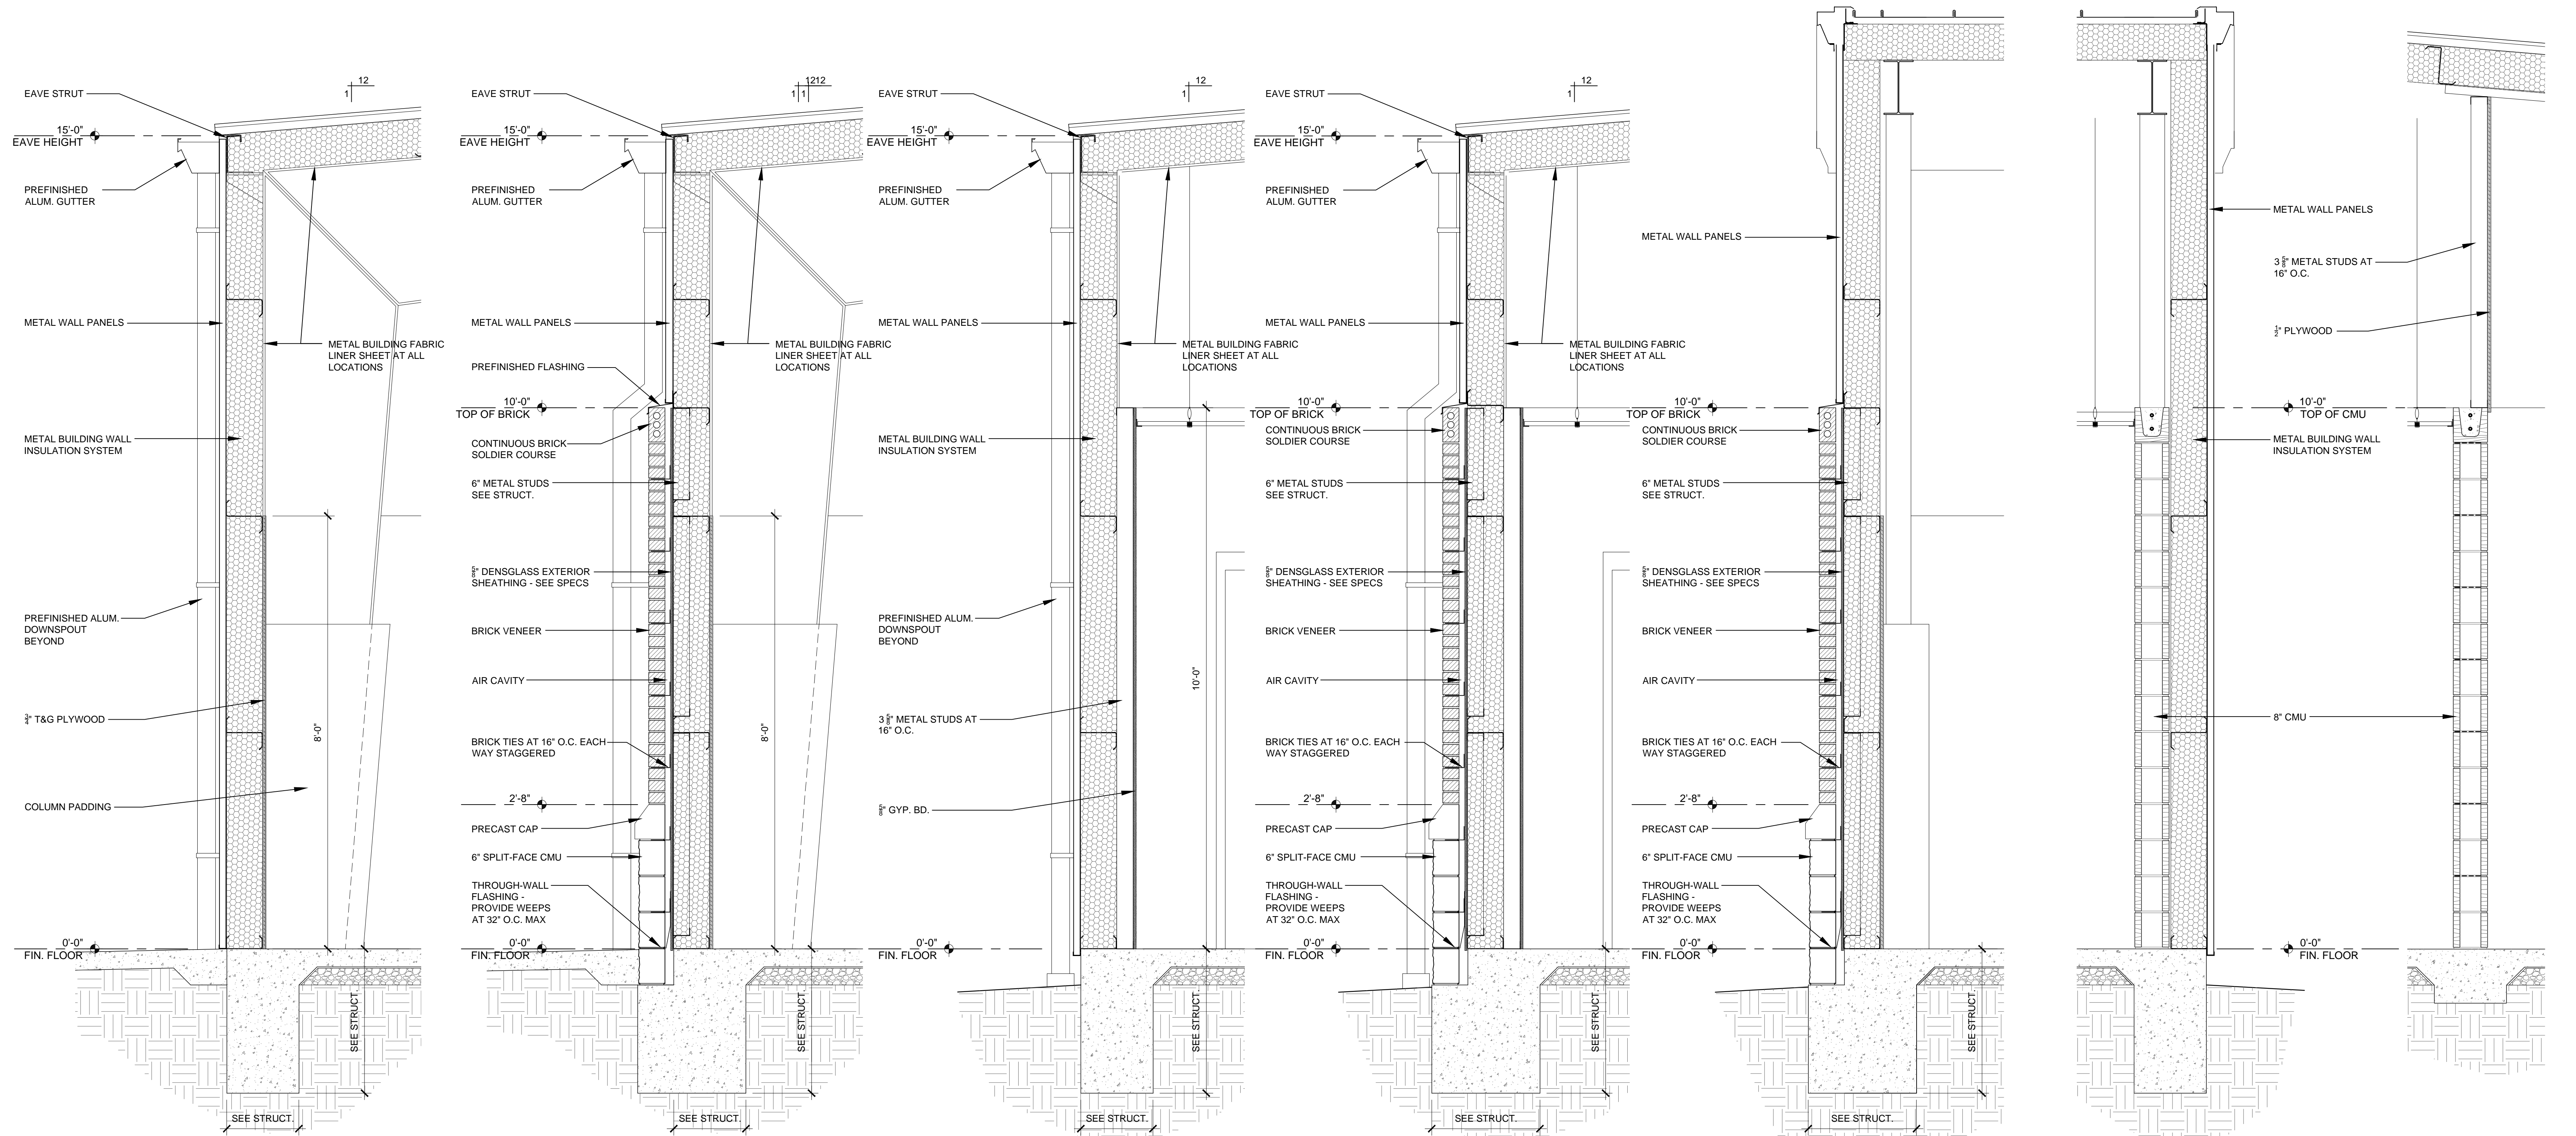 12
1
EAVE STRUT
15'-0"
EAVE HEIGHT
PREFINISHED
ALUM. GUTTER
METAL WALL PANELS
METAL BUILDING FABRIC
LINER SHEET AT ALL
LOCATIONS
METAL BUILDING WALL
INSULATION SYSTEM
PREFINISHED ALUM.
DOWNSPOUT
BEYOND
3/4" T&G PLYWOOD
8'-0"
COLUMN PADDING
0'-0"
FIN. FLOOR
SEE STRUCT.
SEE STRUCT.
1212
1 1
EAVE STRUT
15'-0"
EAVE HEIGHT
PREFINISHED
ALUM. GUTTER
METAL WALL PANELS
METAL BUILDING FABRIC
LINER SHEET AT ALL
LOCATIONS
PREFINISHED FLASHING
10'-0"
TOP OF BRICK
CONTINUOUS BRICK
SOLDIER COURSE
6" METAL STUDS
SEE STRUCT.
5/8" DENSGLASS EXTERIOR
SHEATHING - SEE SPECS
BRICK VENEER
AIR CAVITY
8'-0"
BRICK TIES AT 16" O.C. EACH
WAY STAGGERED
2'-8"
PRECAST CAP
6" SPLIT-FACE CMU
THROUGH-WALL
FLASHING -
PROVIDE WEEPS
AT 32" O.C. MAX
0'-0"
FIN. FLOOR
SEE STRUCT.
SEE STRUCT.
12
1
EAVE STRUT
15'-0"
EAVE HEIGHT
PREFINISHED
ALUM. GUTTER
METAL WALL PANELS
METAL BUILDING FABRIC
LINER SHEET AT ALL
LOCATIONS
METAL BUILDING WALL
INSULATION SYSTEM
PREFINISHED ALUM.
DOWNSPOUT
BEYOND
10'-0"
3 5/8" METAL STUDS AT
16" O.C.
5/8" GYP. BD.
0'-0"
FIN. FLOOR
SEE STRUCT.
SEE STRUCT.
12
1
EAVE STRUT
15'-0"
EAVE HEIGHT
PREFINISHED
ALUM. GUTTER
METAL WALL PANELS
METAL BUILDING FABRIC
LINER SHEET AT ALL
LOCATIONS
10'-0"
TOP OF BRICK
CONTINUOUS BRICK
SOLDIER COURSE
6" METAL STUDS
SEE STRUCT.
5/8" DENSGLASS EXTERIOR
SHEATHING - SEE SPECS
BRICK VENEER
AIR CAVITY
BRICK TIES AT 16" O.C. EACH
WAY STAGGERED
2'-8"
PRECAST CAP
6" SPLIT-FACE CMU
THROUGH-WALL
FLASHING -
PROVIDE WEEPS
AT 32" O.C. MAX
0'-0"
FIN. FLOOR
SEE STRUCT.
SEE STRUCT.
METAL WALL PANELS
10'-0"
TOP OF BRICK
CONTINUOUS BRICK
SOLDIER COURSE
6" METAL STUDS
SEE STRUCT.
5/8" DENSGLASS EXTERIOR
SHEATHING - SEE SPECS
BRICK VENEER
AIR CAVITY
BRICK TIES AT 16" O.C. EACH
WAY STAGGERED
2'-8"
PRECAST CAP
6" SPLIT-FACE CMU
THROUGH-WALL
FLASHING -
PROVIDE WEEPS
AT 32" O.C. MAX
0'-0"
FIN. FLOOR
SEE STRUCT.
SEE STRUCT.
METAL WALL PANELS
3 5/8" METAL STUDS AT
16" O.C.
1/2" PLYWOOD
10'-0"
TOP OF CMU
METAL BUILDING WALL
INSULATION SYSTEM
8" CMU
0'-0"
FIN. FLOOR